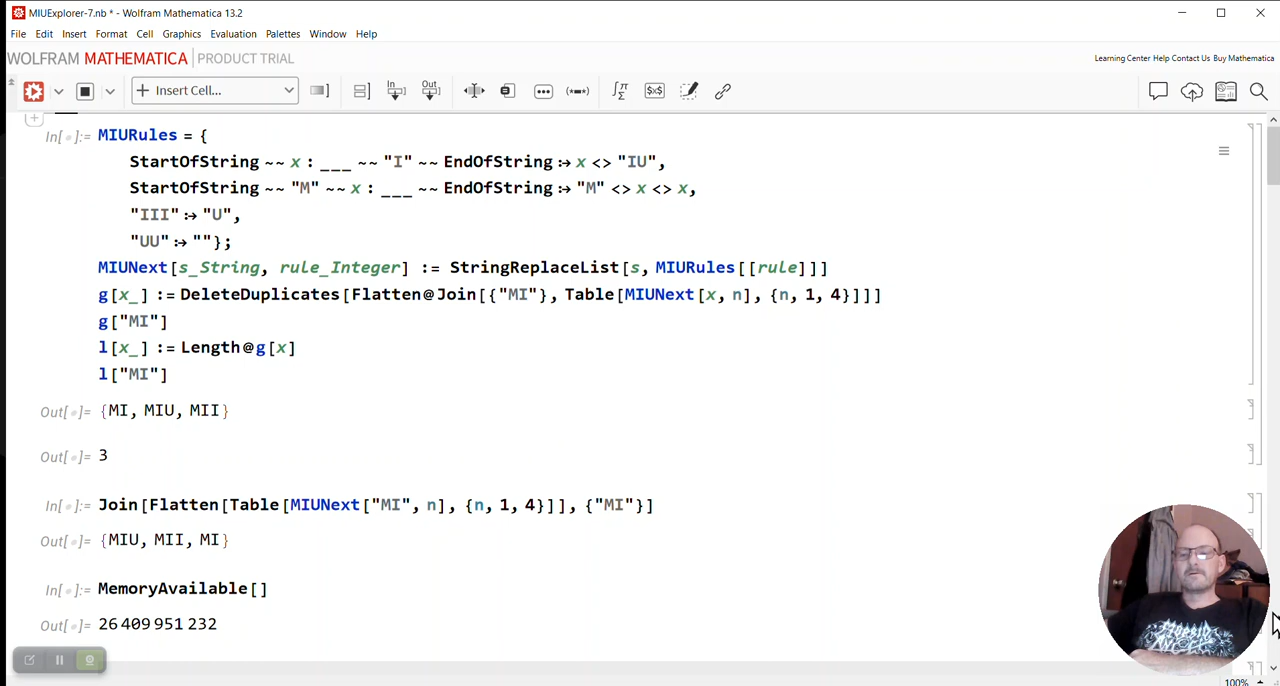 MIUExplorer-7.nb * - Wolfram Mathematica 13.2
File Edit Insert Format Cell Graphics Evaluation Palettes Window Help
WOLFRAM MATHEMATICA | PRODUCT TRIAL
Learning Center Help Contact Us Buy Mathematica
+ Insert Cell... In Out
In[ ]:= MIURules = {
StartOfString ~~ x : ___ ~~ "I" ~~ EndOfString :> x <> "IU",
StartOfString ~~ "M" ~~ x : ___ ~~ EndOfString :> "M" <> x <> x,
"III" :> "U",
"UU" :> ""};
MIUNext[s_String, rule_Integer] := StringReplaceList[s, MIURules[[rule]]]
g[x_] := DeleteDuplicates[Flatten@Join[{"MI"}, Table[MIUNext[x, n], {n, 1, 4}]]]
g["MI"]
l[x_] := Length@g[x]
l["MI"]
Out[ ]= {MI, MIU, MII}
Out[ ]= 3
In[ ]:= Join[Flatten[Table[MIUNext["MI", n], {n, 1, 4}]], {"MI"}]
Out[ ]= {MIU, MII, MI}
In[ ]:= MemoryAvailable[]
Out[ ]= 26 409 951 232
MORBID
ANGEL
100%